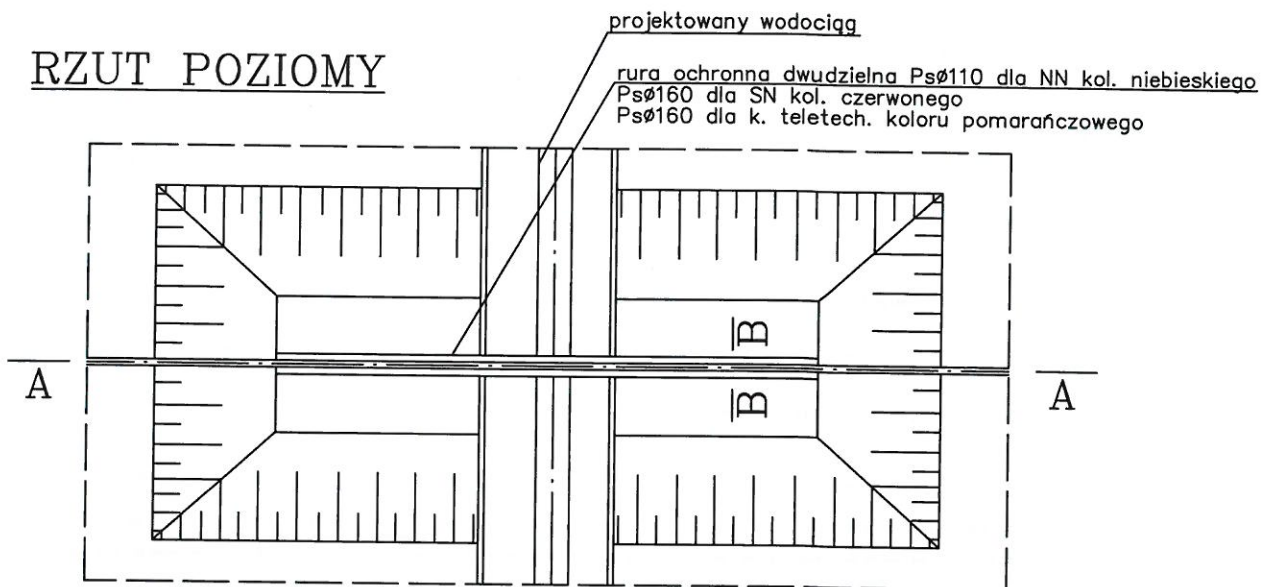 projektowany wodociąg
RZUT POZIOMY
rura ochronna dwudzielna Psø110 dla NN kol. niebieskiego
Psø160 dla SN kol. czerwonego
Psø160 dla k. teletech. koloru pomarańczowego
B
A
A
B